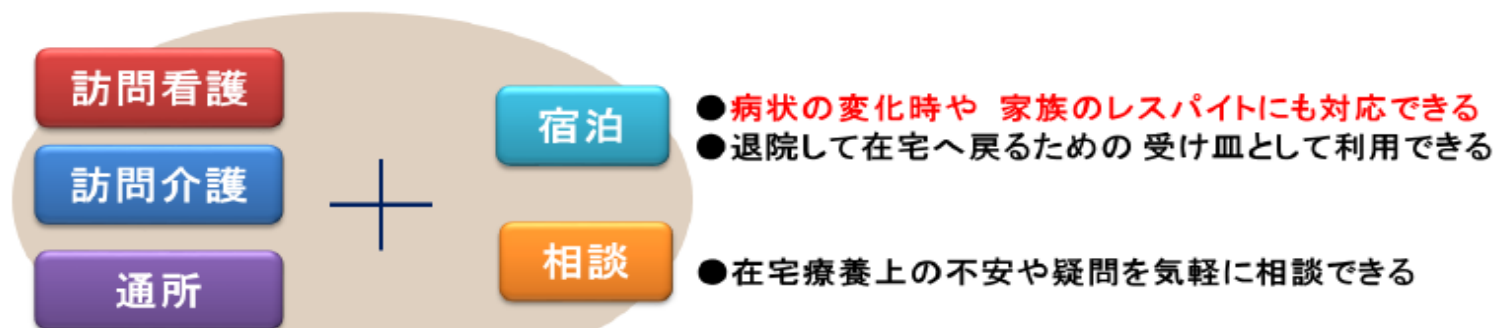 訪問看護
訪問介護
通所
宿泊
●病状の変化時や 家族のレスパイトにも対応できる
●退院して在宅へ戻るための 受け皿として利用できる
相談
●在宅療養上の不安や疑問を気軽に相談できる